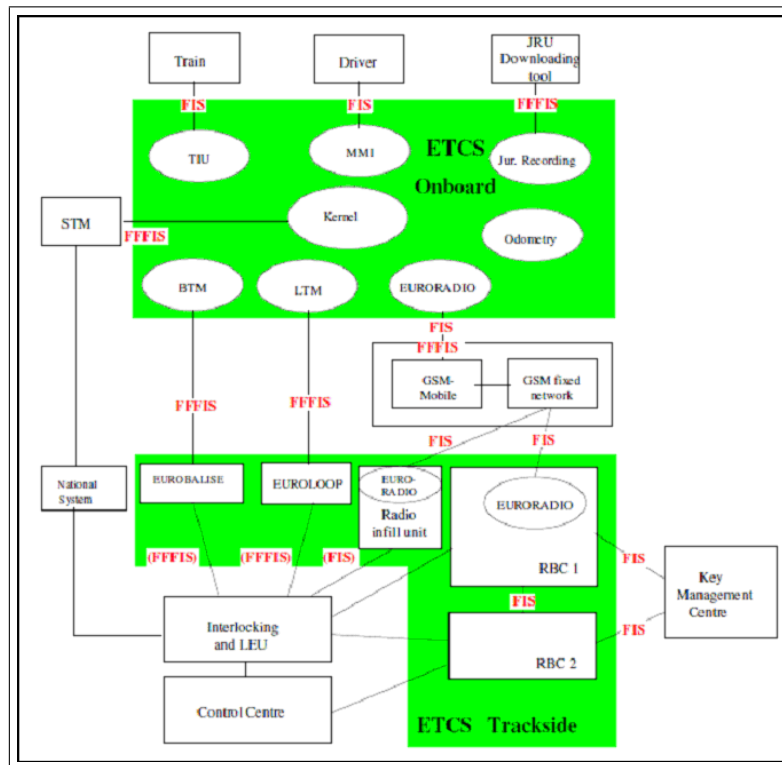 Train
Driver
JRU
Downloading
tool
FIS
FIS
FFFIS
TIU
MMI
ETCS
Onboard
Jur. Recording
Kernel
STM
FFFIS
Odometry
BTM
LTM
EURORADIO
FIS
FFFIS
GSM-
Mobile
GSM fixed
network
FFFIS
FFFIS
FIS
FIS
National
System
EUROBALISE
EUROLOOP
EURO-
RADIO
Radio
infill unit
EURORADIO
RBC 1
(FFFIS)
(FFFIS)
(FIS)
FIS
FIS
Key
Management
Centre
FIS
Interlocking
and LEU
RBC 2
Control Centre
ETCS Trackside